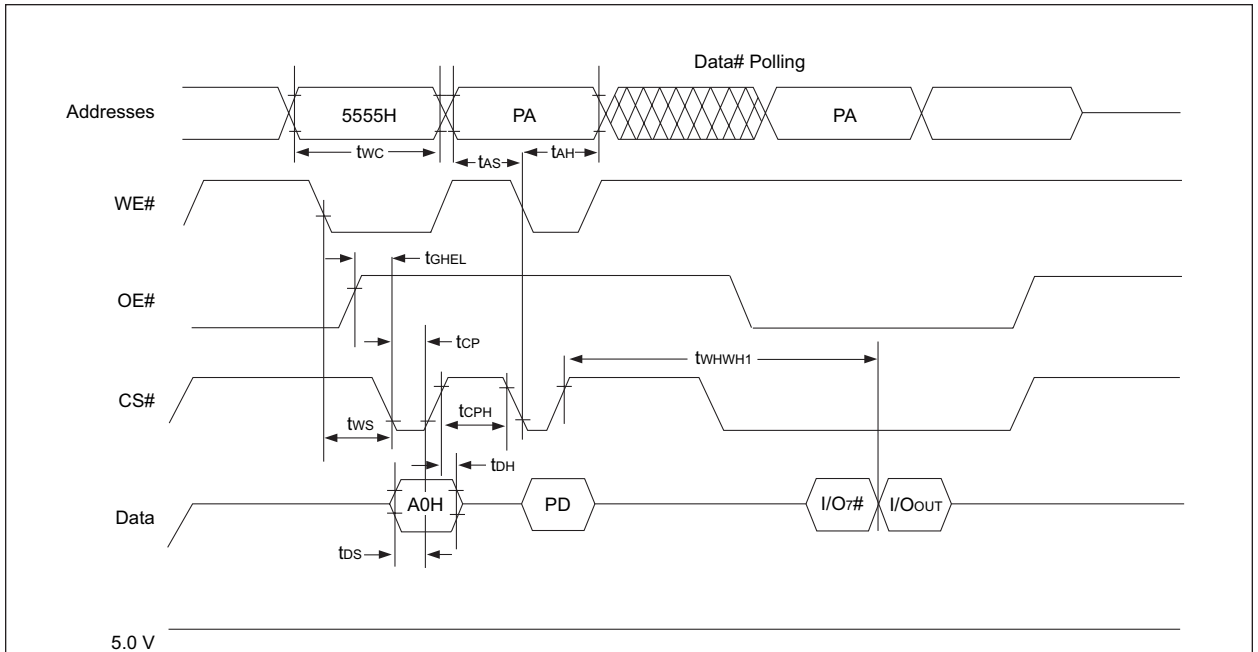 Data# Polling
Addresses
5555H
PA
PA
tWC
tAS
tAH
WE#
tGHEL
OE#
tCP
tWHWH1
CS#
tWS
tCPH
tDH
Data
A0H
PD
I/O7#
I/OOUT
tDS
5.0 V